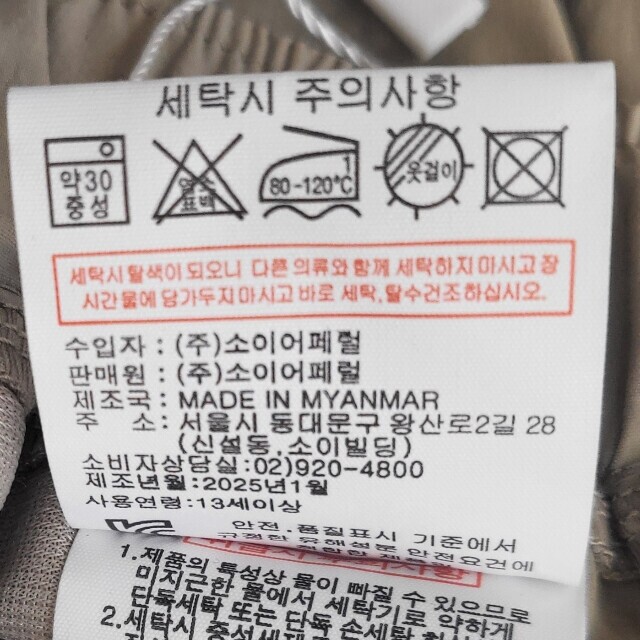 세탁시 주의사항
약30
중성
염소
표백
1
80-120℃
옷걸이
세탁시 탈색이 되오니 다른 의류와 함께 세탁하지 마시고 장
시간 물에 담가두지 마시고 바로 세탁, 탈수건조하십시오.
수입자 : (주)소이어페럴
판매원 : (주)소이어페럴
제조국 : MADE IN MYANMAR
주 소 : 서울시 동대문구 왕산로2길 28
(신설동, 소이빌딩)
소비자상담실:02)920-4800
제조년월 : 2025년1월
사용연령:13세이상
안전·품질표시 기준에서
1.제품의 특성상 물이 빠질 수 있으므로
미지근한 물에서 세탁기로 약하게
단독세탁 또는 단독 손세탁
2.세탁시 중성세제